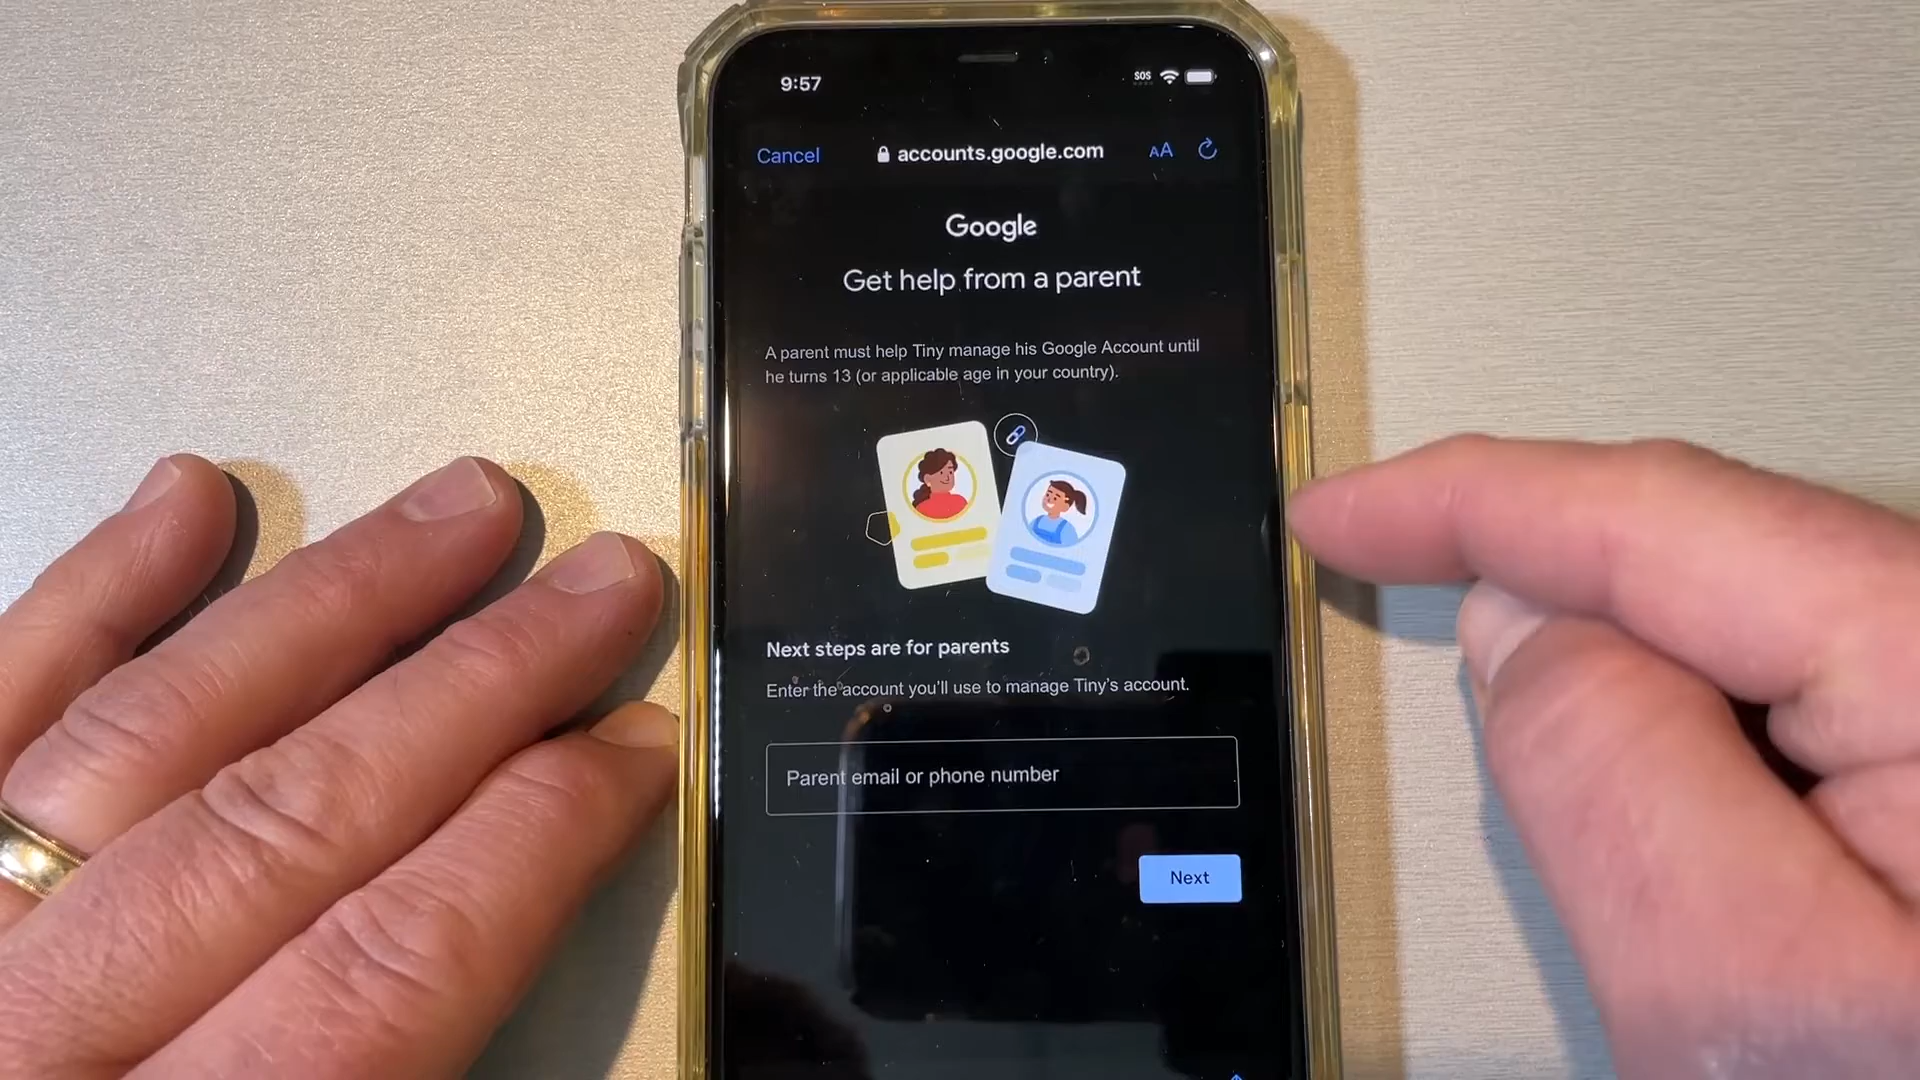 9:57
SOS
Cancel
accounts.google.com
AA
Google
Get help from a parent
A parent must help Tiny manage his Google Account until
he turns 13 (or applicable age in your country).
Next steps are for parents
Enter the account you'll use to manage Tiny's account.
Parent email or phone number
Next